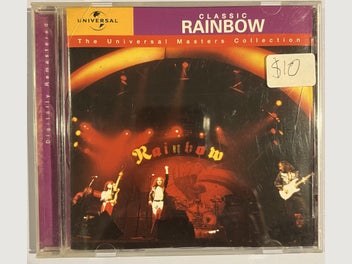 UNIVERSAL
CLASSIC
RAINBOW
The Universal Masters Collection
$10
Digitally Remastered
Rainbow